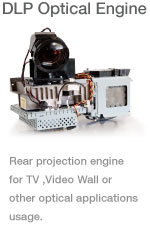 DLP Optical Engine
Rear projection engine
for TV ,Video Wall or
other optical applications
usage.